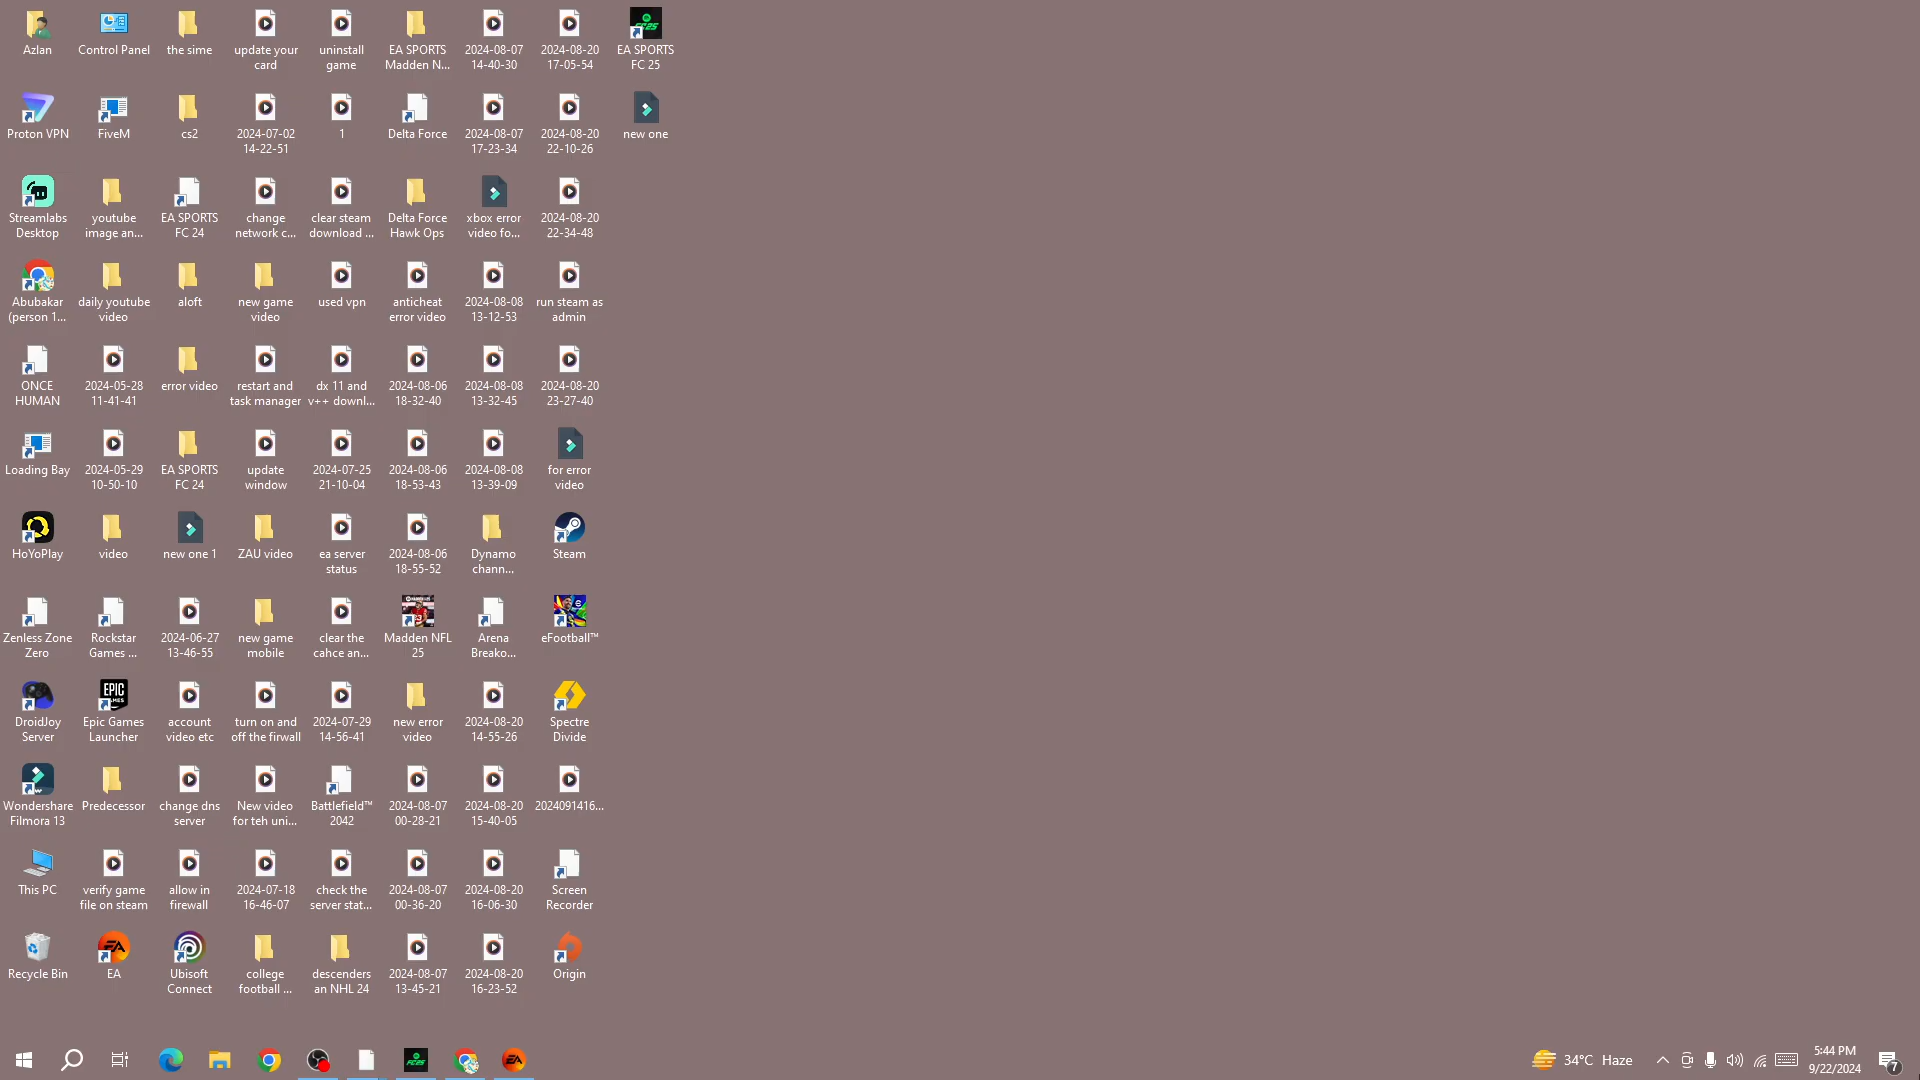 Azlan
Control Panel
the sime
update your
card
uninstall
game
EA SPORTS
Madden N...
2024-08-07
14-40-30
2024-08-20
17-05-54
FC25
EA SPORTS
FC 25
Proton VPN
FiveM
cs2
2024-07-02
14-22-51
1
Delta Force
2024-08-07
17-23-34
2024-08-20
22-10-26
new one
Streamlabs
Desktop
youtube
image an...
EA SPORTS
FC 24
change
network c...
clear steam
download ...
Delta Force
Hawk Ops
xbox error
video fo...
2024-08-20
22-34-48
Abubakar
(person 1...
daily youtube
video
aloft
new game
video
used vpn
anticheat
error video
2024-08-08
13-12-53
run steam as
admin
ONCE
HUMAN
2024-05-28
11-41-41
error video
restart and
task manager
dx 11 and
v++ downl...
2024-08-06
18-32-40
2024-08-08
13-32-45
2024-08-20
23-27-40
Loading Bay
2024-05-29
10-50-10
EA SPORTS
FC 24
update
window
2024-07-25
21-10-04
2024-08-06
18-53-43
2024-08-08
13-39-09
for error
video
HoYoPlay
video
new one 1
ZAU video
ea server
status
2024-08-06
18-55-52
Dynamo
chann...
Steam
Zenless Zone
Zero
Rockstar
Games ...
2024-06-27
13-46-55
new game
mobile
clear the
cahce an...
Madden NFL
25
Arena
Breako...
eFootball™
DroidJoy
Server
EPIC
GAMES
Epic Games
Launcher
account
video etc
turn on and
off the firwall
2024-07-29
14-56-41
new error
video
2024-08-20
14-55-26
Spectre
Divide
Wondershare
Filmora 13
Predecessor
change dns
server
New video
for teh uni...
Battlefield™
2042
2024-08-07
00-28-21
2024-08-20
15-40-05
2024091416...
This PC
verify game
file on steam
allow in
firewall
2024-07-18
16-46-07
check the
server stat...
2024-08-07
00-36-20
2024-08-20
16-06-30
Screen
Recorder
Recycle Bin
EA
EA
Ubisoft
Connect
college
football ...
descenders
an NHL 24
2024-08-07
13-45-21
2024-08-20
16-23-52
Origin
FC25
EA
34°C Haze
5:44 PM
9/22/2024
7